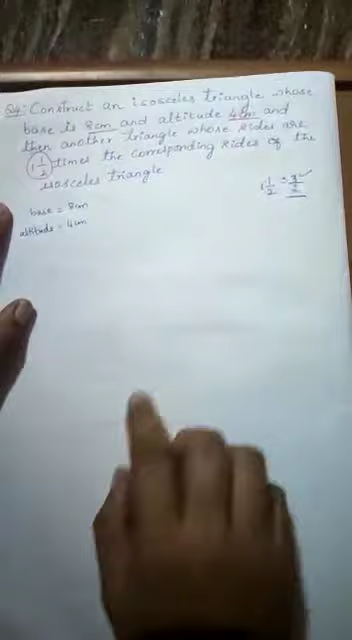 Q4: Construct an isosceles triangle whose
base is 8cm and altitude 4cm and
then another triangle whose sides are
1 1/2 times the corresponding sides of the
isosceles triangle
1 1/2 = 3/2
base = 8cm
altitude = 4cm